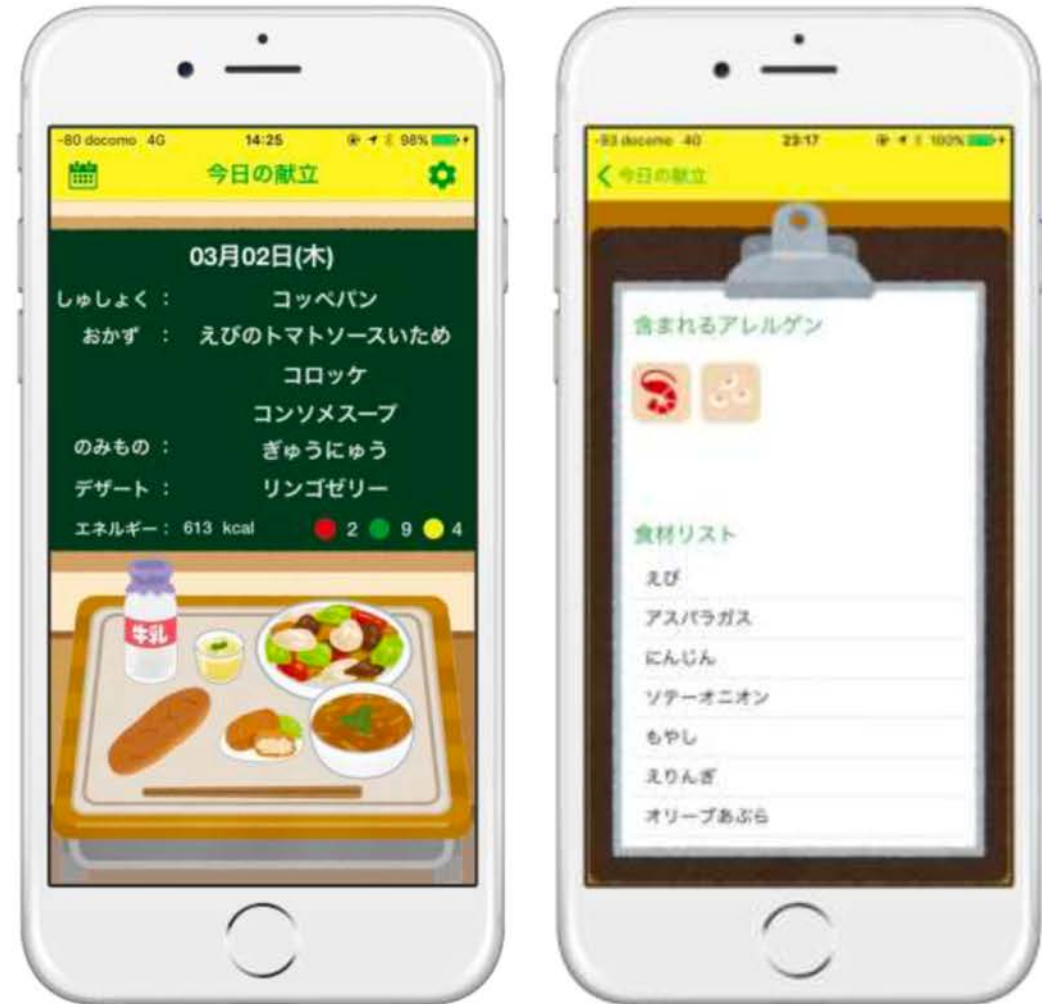 -80 docomo 4G 14:25 98%
今日の献立
03月02日(木)
しゅしょく : コッペパン
おかず : えびのトマトソースいため
コロッケ
コンソメスープ
のみもの : ぎゅうにゅう
デザート : リンゴゼリー
エネルギー : 613 kcal 2 9 4
牛乳
-93 docomo 4G 23:17 100%
今日の献立
含まれるアレルゲン
食材リスト
えび
アスパラガス
にんじん
ソテーオニオン
もやし
えりんぎ
オリーブあぶら